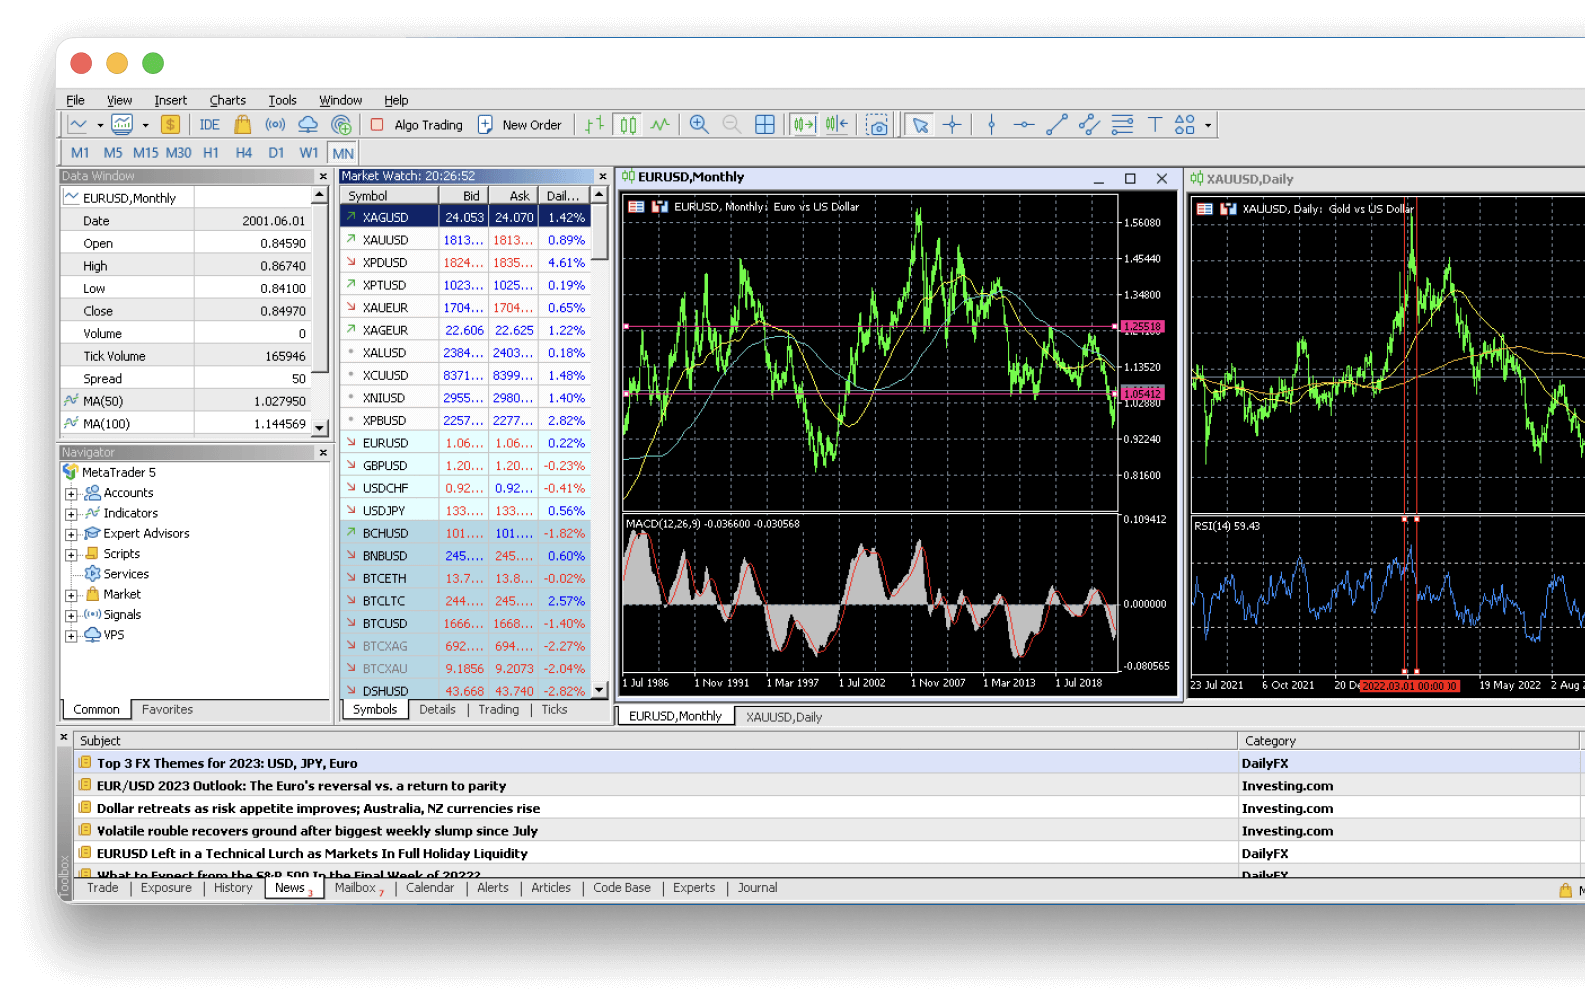 File View Insert Charts Tools Window Help
IDE Algo Trading New Order
M1 M5 M15 M30 H1 H4 D1 W1 MN
Data Window
EURUSD,Monthly
Date 2001.06.01
Open 0.84590
High 0.86740
Low 0.84100
Close 0.84970
Volume 0
Tick Volume 165946
Spread 50
MA(50) 1.027950
MA(100) 1.144569
Navigator
MetaTrader 5
Accounts
Indicators
Expert Advisors
Scripts
Services
Market
Signals
VPS
Common Favorites
Market Watch: 20:26:52
Symbol Bid Ask Dail...
XAGUSD 24.053 24.070 1.42%
XAUUSD 1813... 1813... 0.89%
XPDUSD 1824... 1835... 4.61%
XPTUSD 1023... 1025... 0.19%
XAUEUR 1704... 1704... 0.65%
XAGEUR 22.606 22.625 1.22%
XALUSD 2384... 2403... 0.18%
XCUUSD 8371... 8399... 1.48%
XNIUSD 2955... 2980... 1.40%
XPBUSD 2257... 2277... 2.82%
EURUSD 1.06... 1.06... 0.22%
GBPUSD 1.20... 1.20... -0.23%
USDCHF 0.92... 0.92... -0.41%
USDJPY 133.... 133.... 0.56%
BCHUSD 101.... 101.... -1.82%
BNBUSD 245.... 245.... 0.60%
BTCETH 13.7... 13.8... -0.02%
BTCLTC 244.... 245.... 2.57%
BTCUSD 1666... 1668... -1.40%
BTCXAG 692.... 694.... -2.27%
BTCXAU 9.1856 9.2073 -2.04%
DSHUSD 43.668 43.740 -2.82%
Symbols Details | Trading | Ticks
EURUSD,Monthly
EURUSD, Monthly: Euro vs US Dollar
1.56080
1.45440
1.34800
1.25518
1.13520
1.05412
1.02880
0.92240
0.81600
MACD(12,26,9) -0.036600 -0.030568
0.109412
0.000000
-0.080565
1 Jul 1986 1 Nov 1991 1 Mar 1997 1 Jul 2002 1 Nov 2007 1 Mar 2013 1 Jul 2018
XAUUSD,Daily
XAUUSD, Daily: Gold vs US Dollar
RSI(14) 59.43
23 Jul 2021 6 Oct 2021 20 De 2022.03.01 00:00 19 May 2022 2 Aug
EURUSD,Monthly XAUUSD,Daily
Subject Category
Top 3 FX Themes for 2023: USD, JPY, Euro DailyFX
EUR/USD 2023 Outlook: The Euro's reversal vs. a return to parity Investing.com
Dollar retreats as risk appetite improves; Australia, NZ currencies rise Investing.com
Volatile rouble recovers ground after biggest weekly slump since July Investing.com
EURUSD Left in a Technical Lurch as Markets In Full Holiday Liquidity DailyFX
What to Expect from the S&P 500 In the Final Week of 2022? DailyFX
Toolbox
Trade | Exposure | History News 3 Mailbox 7 | Calendar | Alerts | Articles | Code Base | Experts | Journal